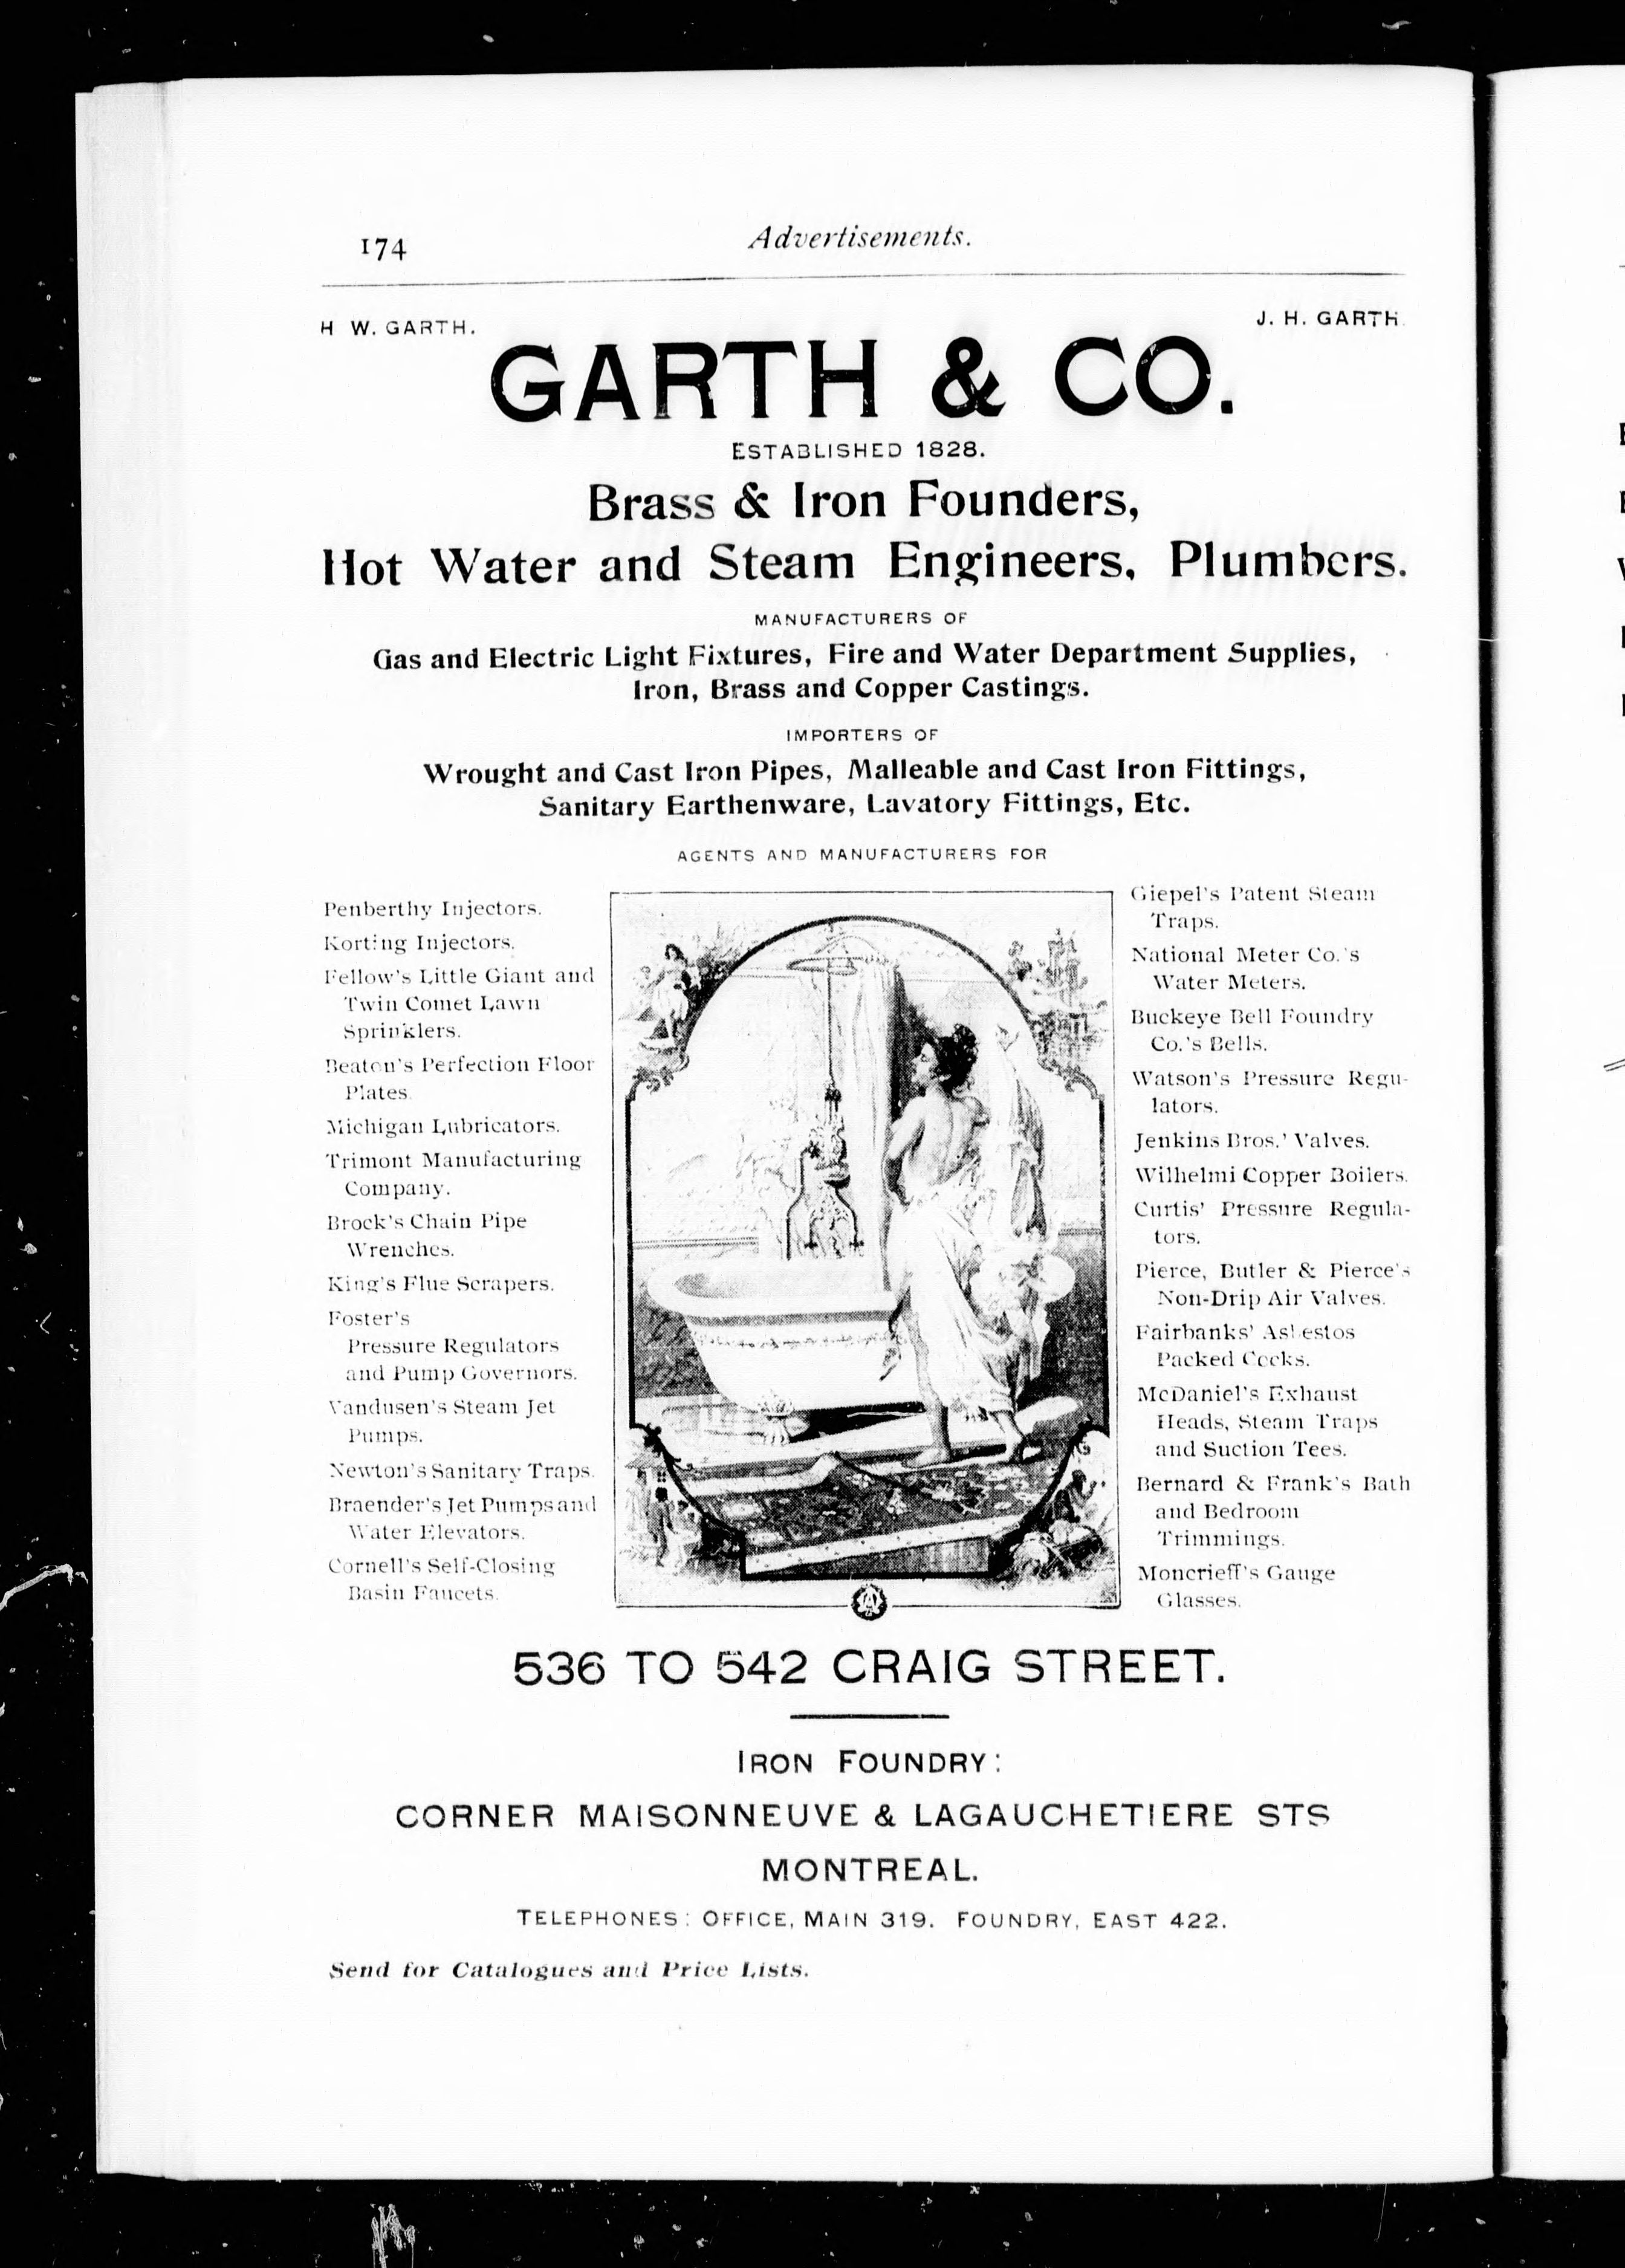 174
Advertisements.
H W. GARTH.
J. H. GARTH.
GARTH & CO.
ESTABLISHED 1828.
Brass & Iron Founders,
Hot Water and Steam Engineers, Plumbers.
MANUFACTURERS OF
Gas and Electric Light Fixtures, Fire and Water Department Supplies,
Iron, Brass and Copper Castings.
IMPORTERS OF
Wrought and Cast Iron Pipes, Malleable and Cast Iron Fittings,
Sanitary Earthenware, Lavatory Fittings, Etc.
AGENTS AND MANUFACTURERS FOR
Penberthy Injectors.
Korting Injectors.
Fellow's Little Giant and
Twin Comet Lawn
Sprinklers.
Beaton's Perfection Floor
Plates.
Michigan Lubricators.
Trimont Manufacturing
Company.
Brock's Chain Pipe
Wrenches.
King's Flue Scrapers.
Foster's
Pressure Regulators
and Pump Governors.
Vandusen's Steam Jet
Pumps.
Newton's Sanitary Traps.
Braender's Jet Pumps and
Water Elevators.
Cornell's Self-Closing
Basin Faucets.
Giepel's Patent Steam
Traps.
National Meter Co.'s
Water Meters.
Buckeye Bell Foundry
Co.'s Bells.
Watson's Pressure Regu-
lators.
Jenkins Bros.' Valves.
Wilhelmi Copper Boilers.
Curtis' Pressure Regula-
tors.
Pierce, Butler & Pierce's
Non-Drip Air Valves.
Fairbanks' Asbestos
Packed Cocks.
McDaniel's Exhaust
Heads, Steam Traps
and Suction Tees.
Bernard & Frank's Bath
and Bedroom
Trimmings.
Moncrieff's Gauge
Glasses.
536 TO 542 CRAIG STREET.
IRON FOUNDRY:
CORNER MAISONNEUVE & LAGAUCHETIERE STS
MONTREAL.
TELEPHONES: OFFICE, MAIN 319. FOUNDRY, EAST 422.
Send for Catalogues and Price Lists.